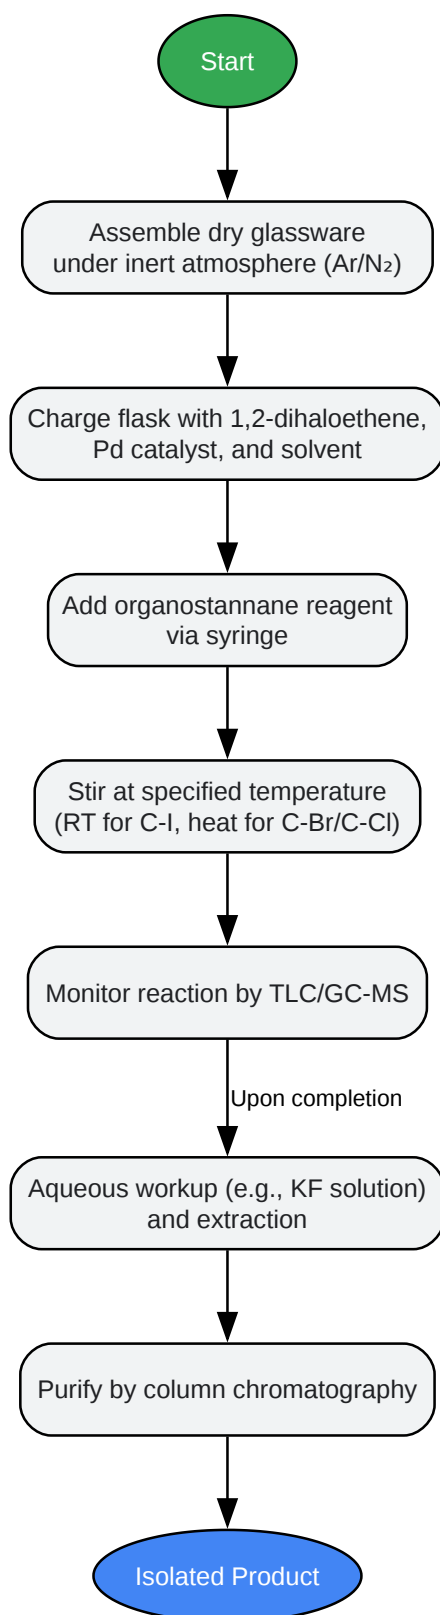 Start
Assemble dry glassware
under inert atmosphere (Ar/N₂)
Charge flask with 1,2-dihaloethene,
Pd catalyst, and solvent
Add organostannane reagent
via syringe
Stir at specified temperature
(RT for C-I, heat for C-Br/C-Cl)
Monitor reaction by TLC/GC-MS
Upon completion
Aqueous workup (e.g., KF solution)
and extraction
Purify by column chromatography
Isolated Product